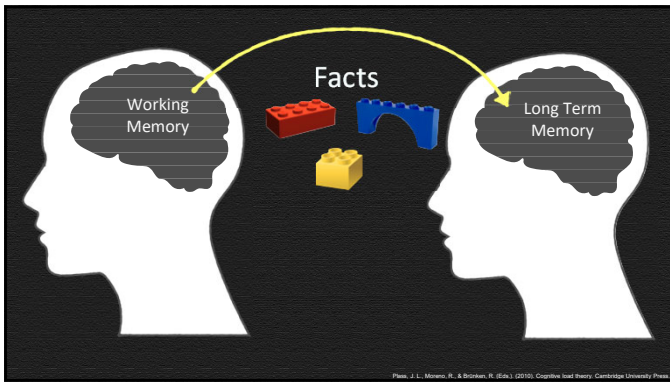 Facts
Working
Memory
Long Term
Memory
Plass, J. L., Moreno, R., & Brünken, R. (Eds.). (2010). Cognitive load theory. Cambridge University Press.